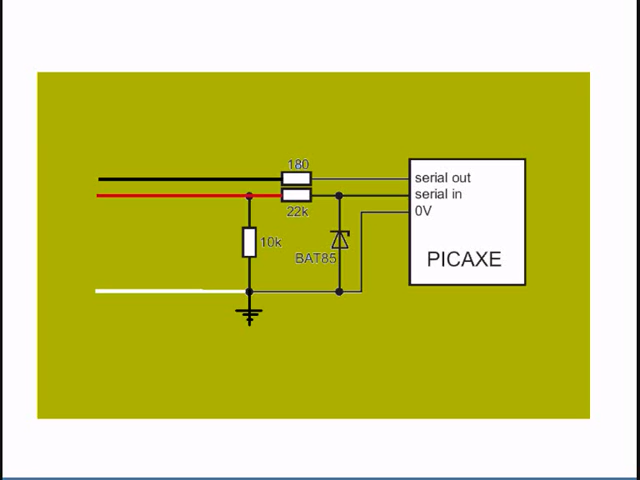 180
serial out
serial in
22k
0V
10k
BAT85
PICAXE